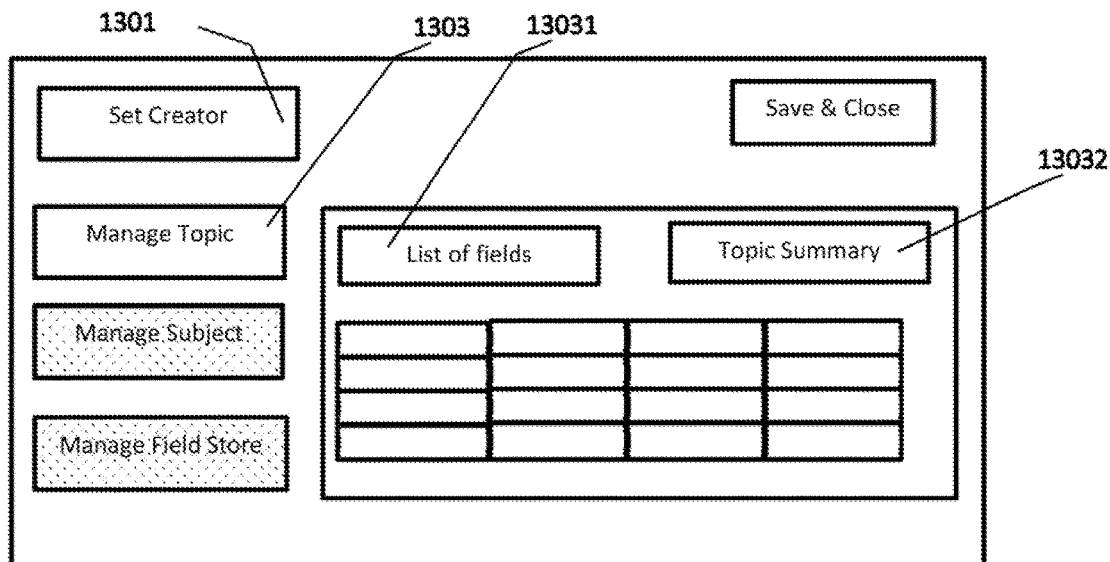 1301
1303
13031
Set Creator
Save & Close
13032
Manage Topic
List of fields
Topic Summary
Manage Subject
Manage Field Store